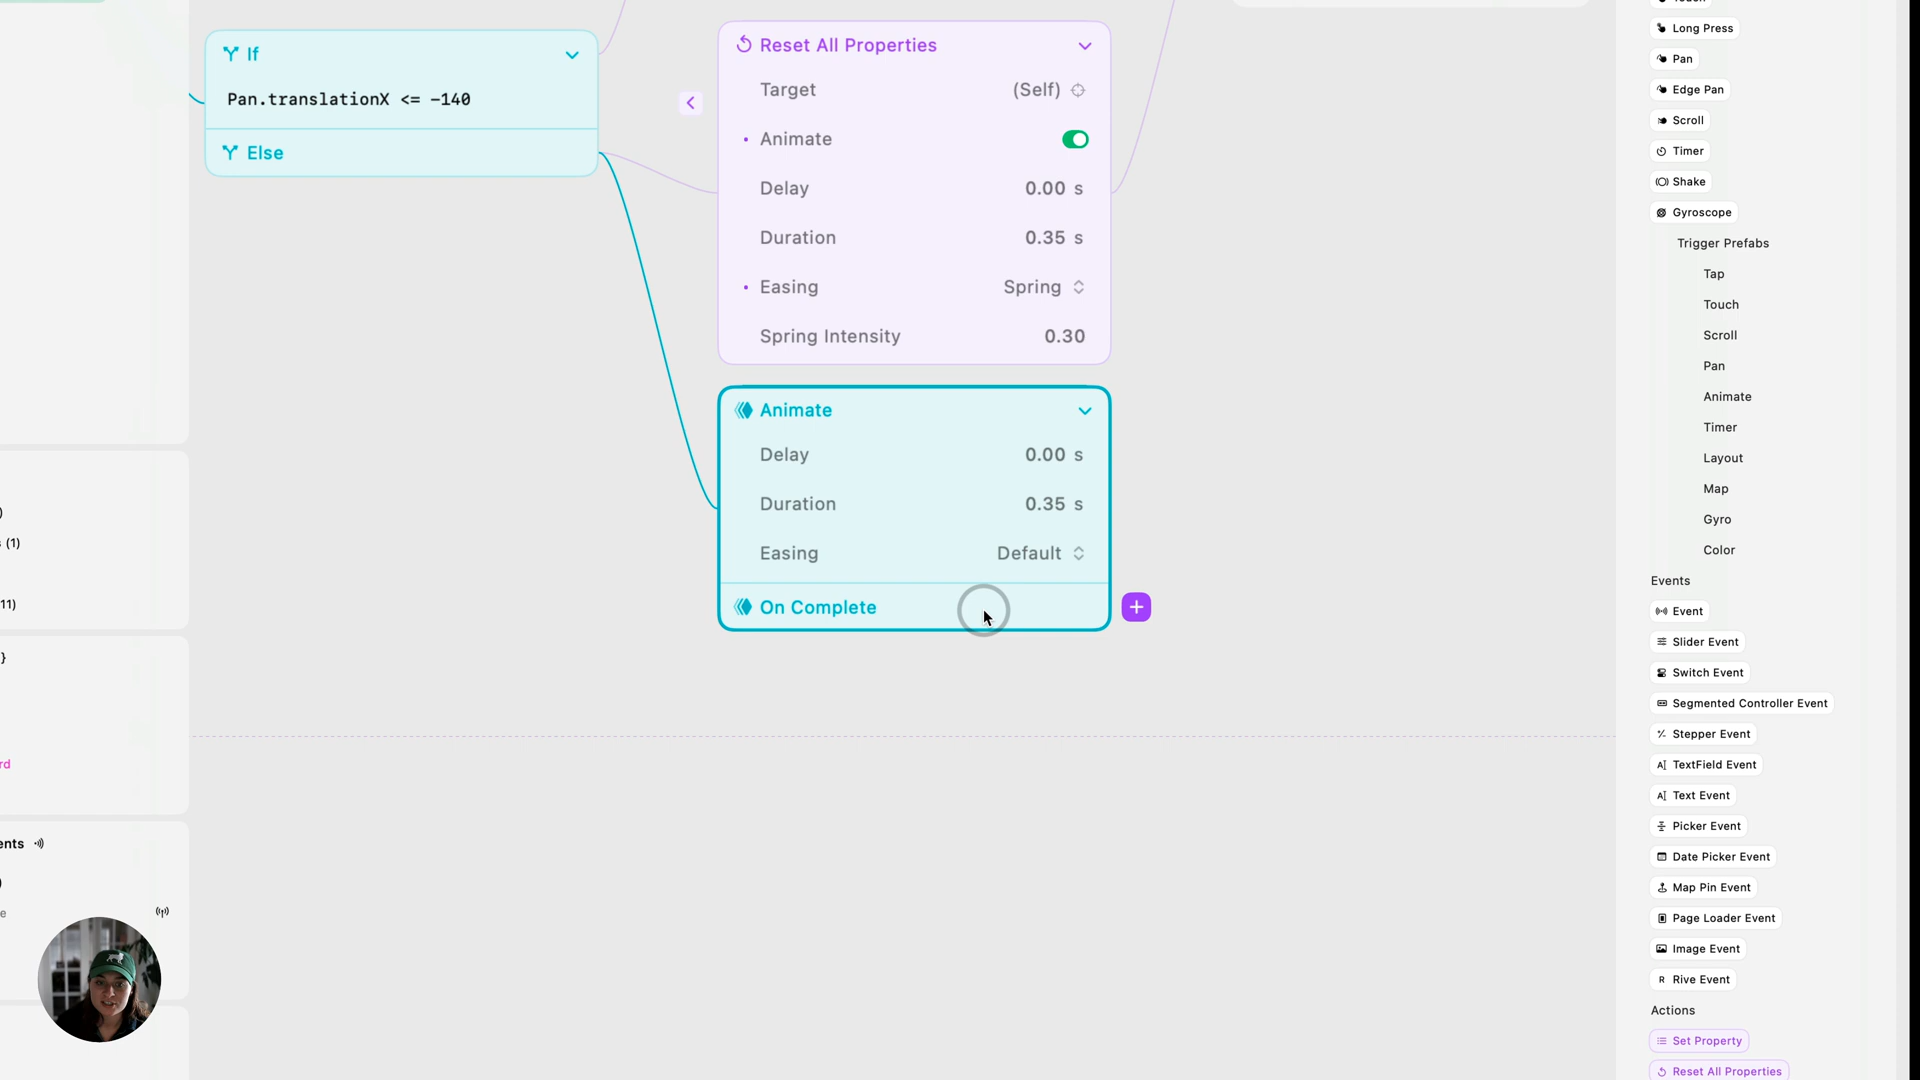 If
Pan.translationX <= -140
Else
Reset All Properties
Target (Self)
Animate
Delay 0.00 s
Duration 0.35 s
Easing Spring
Spring Intensity 0.30
Animate
Delay 0.00 s
Duration 0.35 s
Easing Default
On Complete
)
(1)
11)
}
rd
ents
)
e
Long Press
Pan
Edge Pan
Scroll
Timer
Shake
Gyroscope
Trigger Prefabs
Tap
Touch
Scroll
Pan
Animate
Timer
Layout
Map
Gyro
Color
Events
Event
Slider Event
Switch Event
Segmented Controller Event
Stepper Event
TextField Event
Text Event
Picker Event
Date Picker Event
Map Pin Event
Page Loader Event
Image Event
Rive Event
Actions
Set Property
Reset All Properties